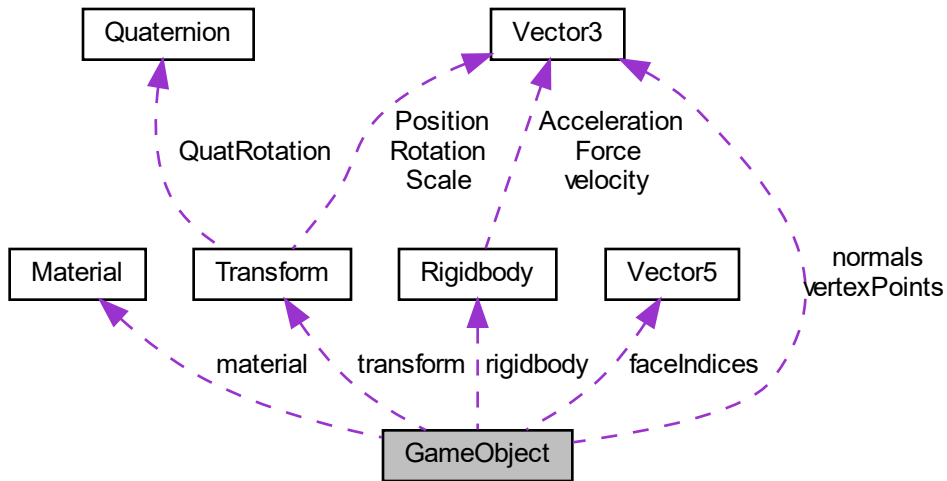 Quaternion
Vector3
QuatRotation
Position
Rotation
Scale
Acceleration
Force
velocity
Material
Transform
Rigidbody
Vector5
normals
vertexPoints
material
transform
rigidbody
faceIndices
GameObject